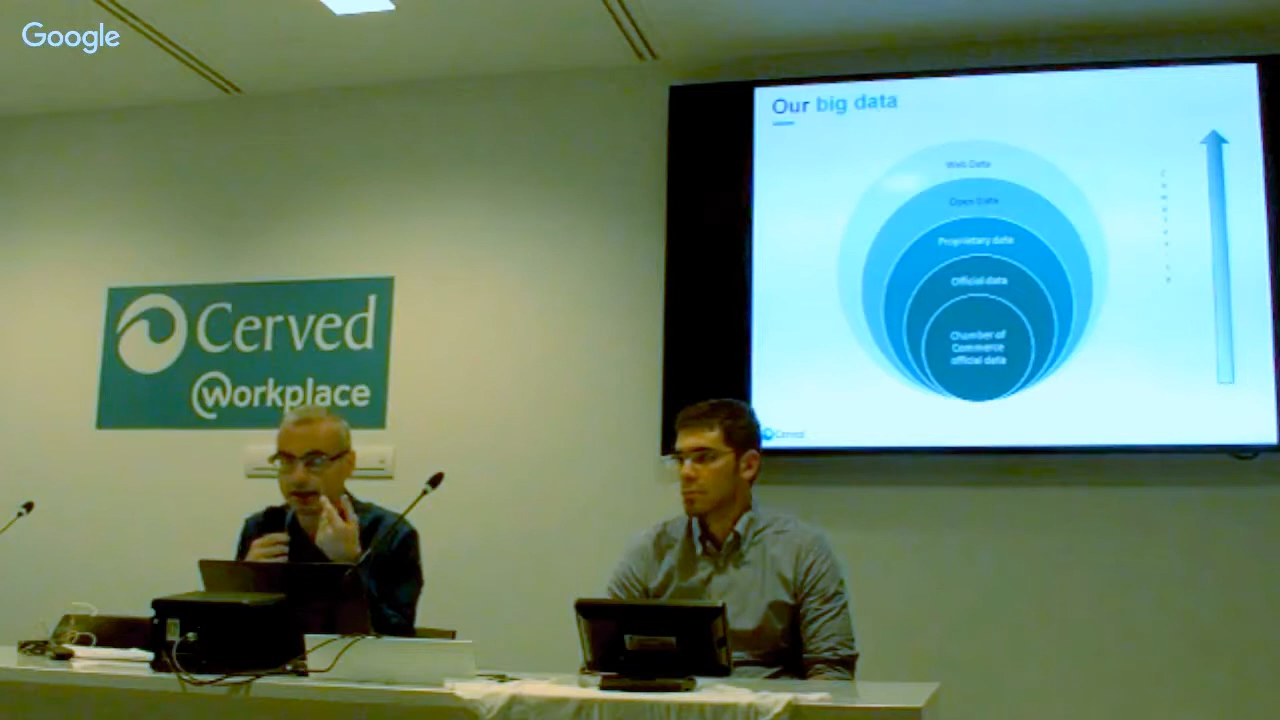 Google
Our big data
Web Data
Open Data
Proprietary data
Official data
Chamber of
Commerce
official data
Cerved
Cerved
@workplace